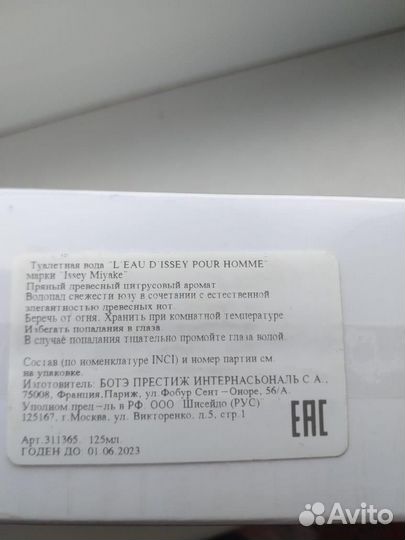 Туалетная вода "L'EAU D'ISSEY POUR HOMME"
марки "Issey Miyake"
Пряный древесный цитрусовый аромат
Водопад свежести юзу в сочетании с естественной
элегантностью древесных нот
Беречь от огня. Хранить при комнатной температуре
Избегать попадания в глаза
В случае попадания тщательно промойте глаза водой
Состав (по номенклатуре INCI) и номер партии см.
на упаковке.
Изготовитель: БОТЭ ПРЕСТИЖ ИНТЕРНАСЬОНАЛЬ С.А.,
75008, Франция,Париж, ул.Фобур Сент-Оноре, 56/А.
Уполном.пред-ль в РФ: ООО "Шисейдо (РУС)
125167, г.Москва, ул. Викторенко, д.5, стр.1
EAC
Арт.311365. 125мл.
ГОДЕН ДО 01.06.2023
Avito